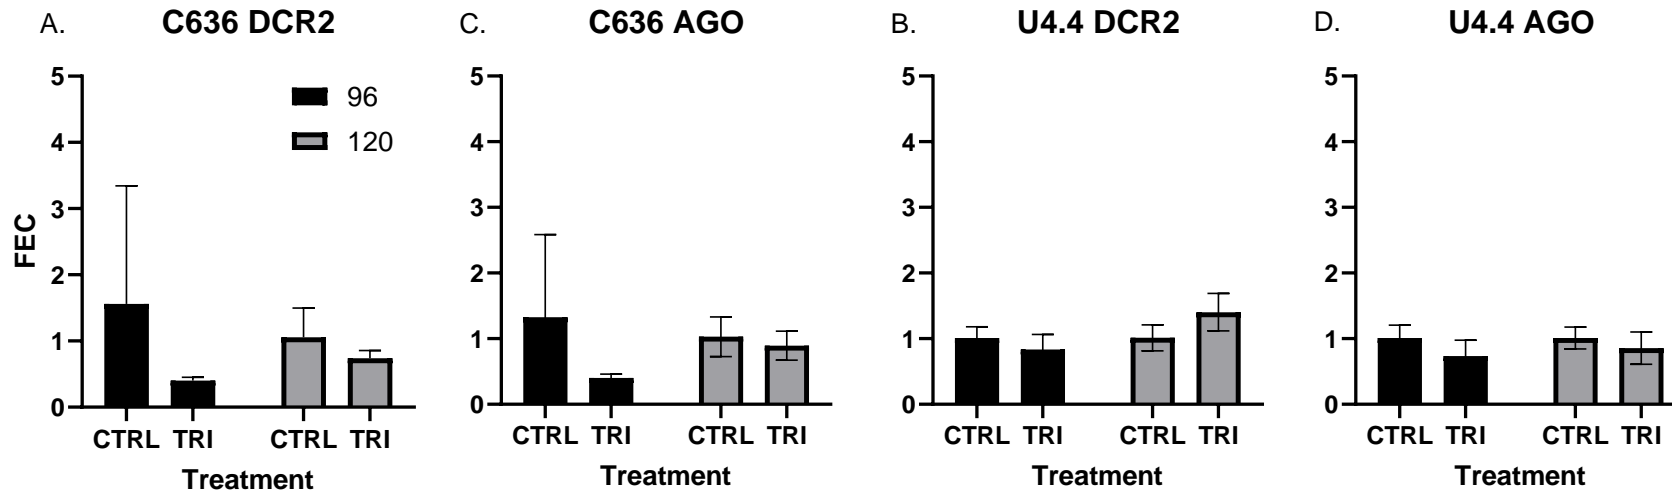 A. C636 DCR2
5
4
3
2
1
0
FEC
96
120
CTRL TRI CTRL TRI
Treatment
C. C636 AGO
5
4
3
2
1
0
CTRL TRI CTRL TRI
Treatment
B. U4.4 DCR2
5
4
3
2
1
0
CTRL TRI CTRL TRI
Treatment
D. U4.4 AGO
5
4
3
2
1
0
CTRL TRI CTRL TRI
Treatment